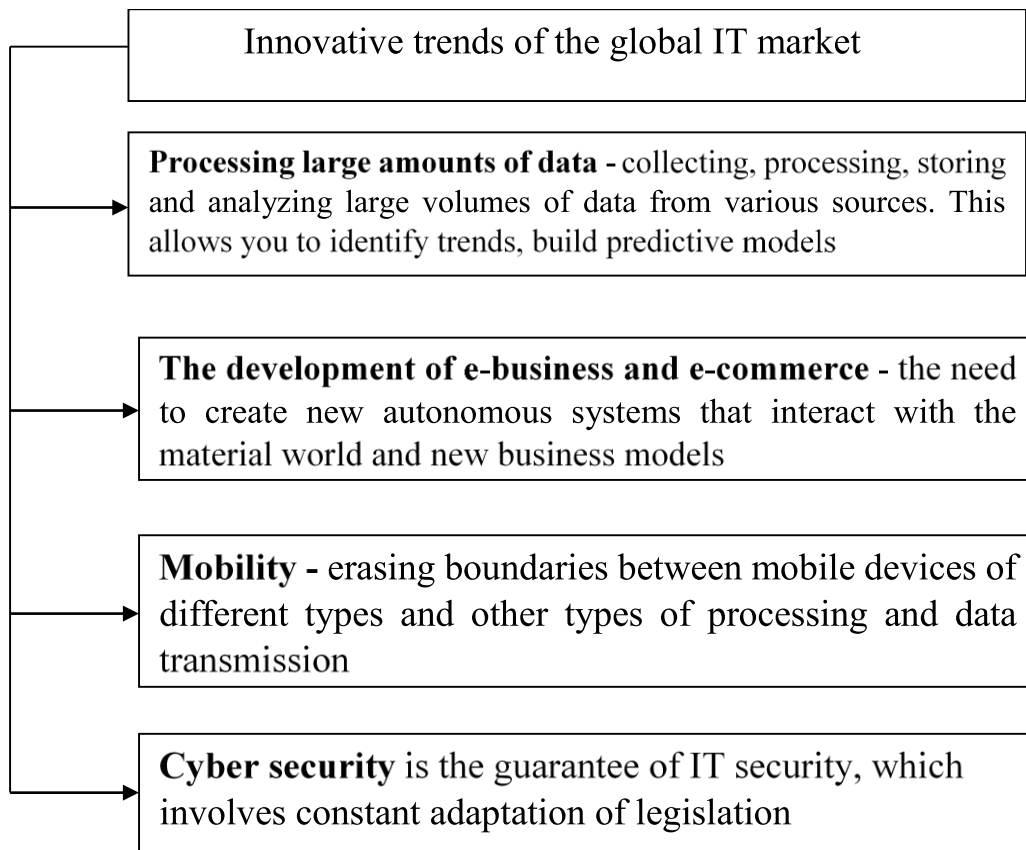 Innovative trends of the global IT market
Processing large amounts of data - collecting, processing, storing
and analyzing large volumes of data from various sources. This
allows you to identify trends, build predictive models
The development of e-business and e-commerce - the need
to create new autonomous systems that interact with the
material world and new business models
Mobility - erasing boundaries between mobile devices of
different types and other types of processing and data
transmission
Cyber security is the guarantee of IT security, which
involves constant adaptation of legislation